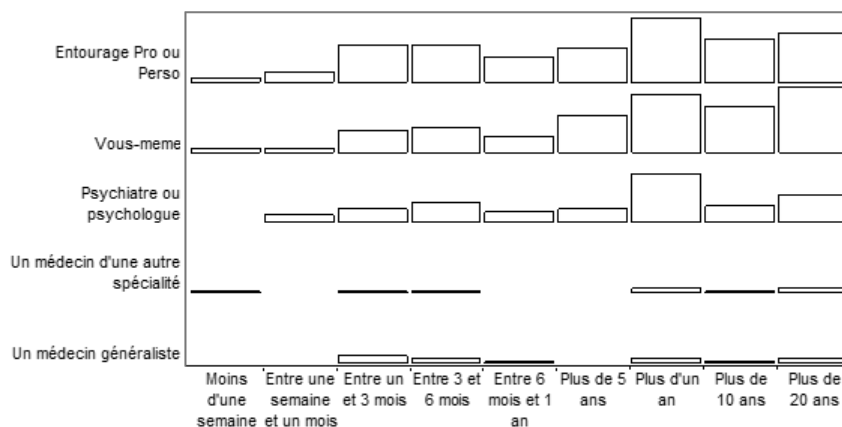 Entourage Pro ou
Perso
Vous-meme
Psychiatre ou
psychologue
Un médecin d'une autre
spécialité
Un médecin généraliste
Moins
d'une
semaine
Entre une
semaine
et un mois
Entre un
et 3 mois
Entre 3 et
6 mois
Entre 6
mois et 1
an
Plus de 5
ans
Plus d'un
an
Plus de
10 ans
Plus de
20 ans